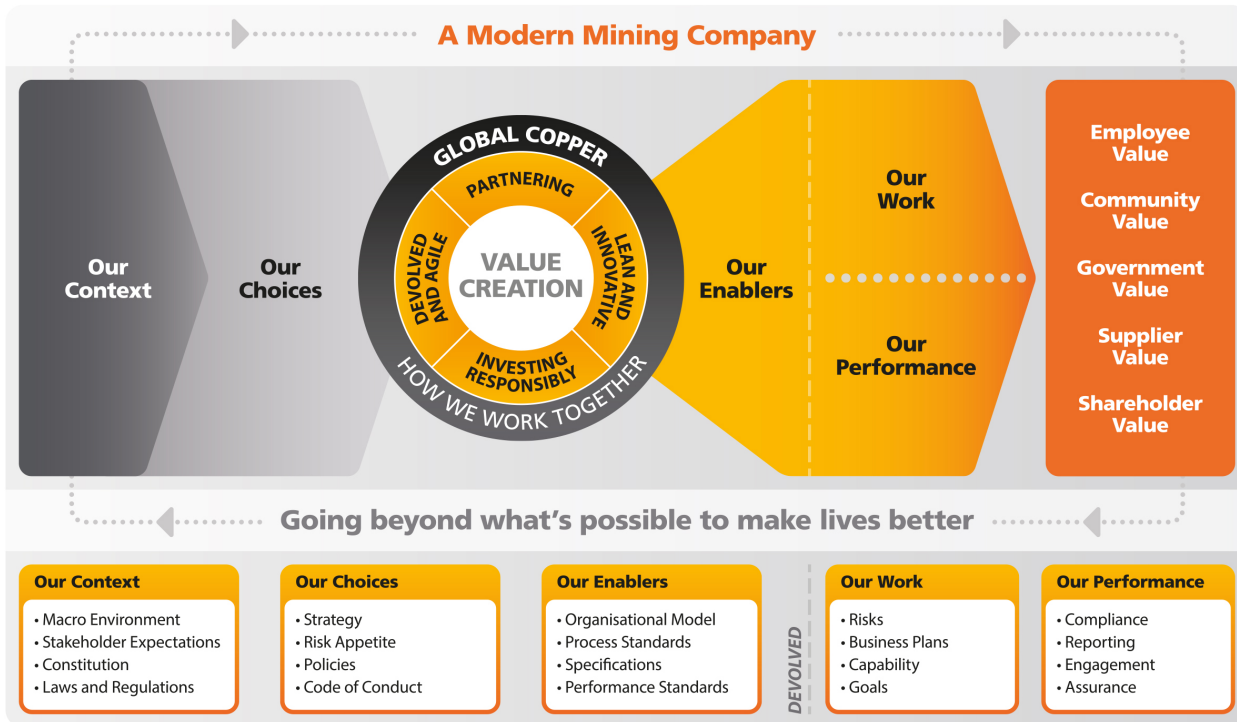 A Modern Mining Company
Our
Context
Our
Choices
GLOBAL COPPER
PARTNERING
DEVOLVED
AND AGILE
VALUE
CREATION
LEAN AND
INNOVATIVE
INVESTING
RESPONSIBLY
HOW WE WORK TOGETHER
Our
Enablers
Our
Work
Our
Performance
Employee
Value
Community
Value
Government
Value
Supplier
Value
Shareholder
Value
Going beyond what's possible to make lives better
Our Context
• Macro Environment
• Stakeholder Expectations
• Constitution
• Laws and Regulations
Our Choices
• Strategy
• Risk Appetite
• Policies
• Code of Conduct
Our Enablers
• Organisational Model
• Process Standards
• Specifications
• Performance Standards
DEVOLVED
Our Work
• Risks
• Business Plans
• Capability
• Goals
Our Performance
• Compliance
• Reporting
• Engagement
• Assurance